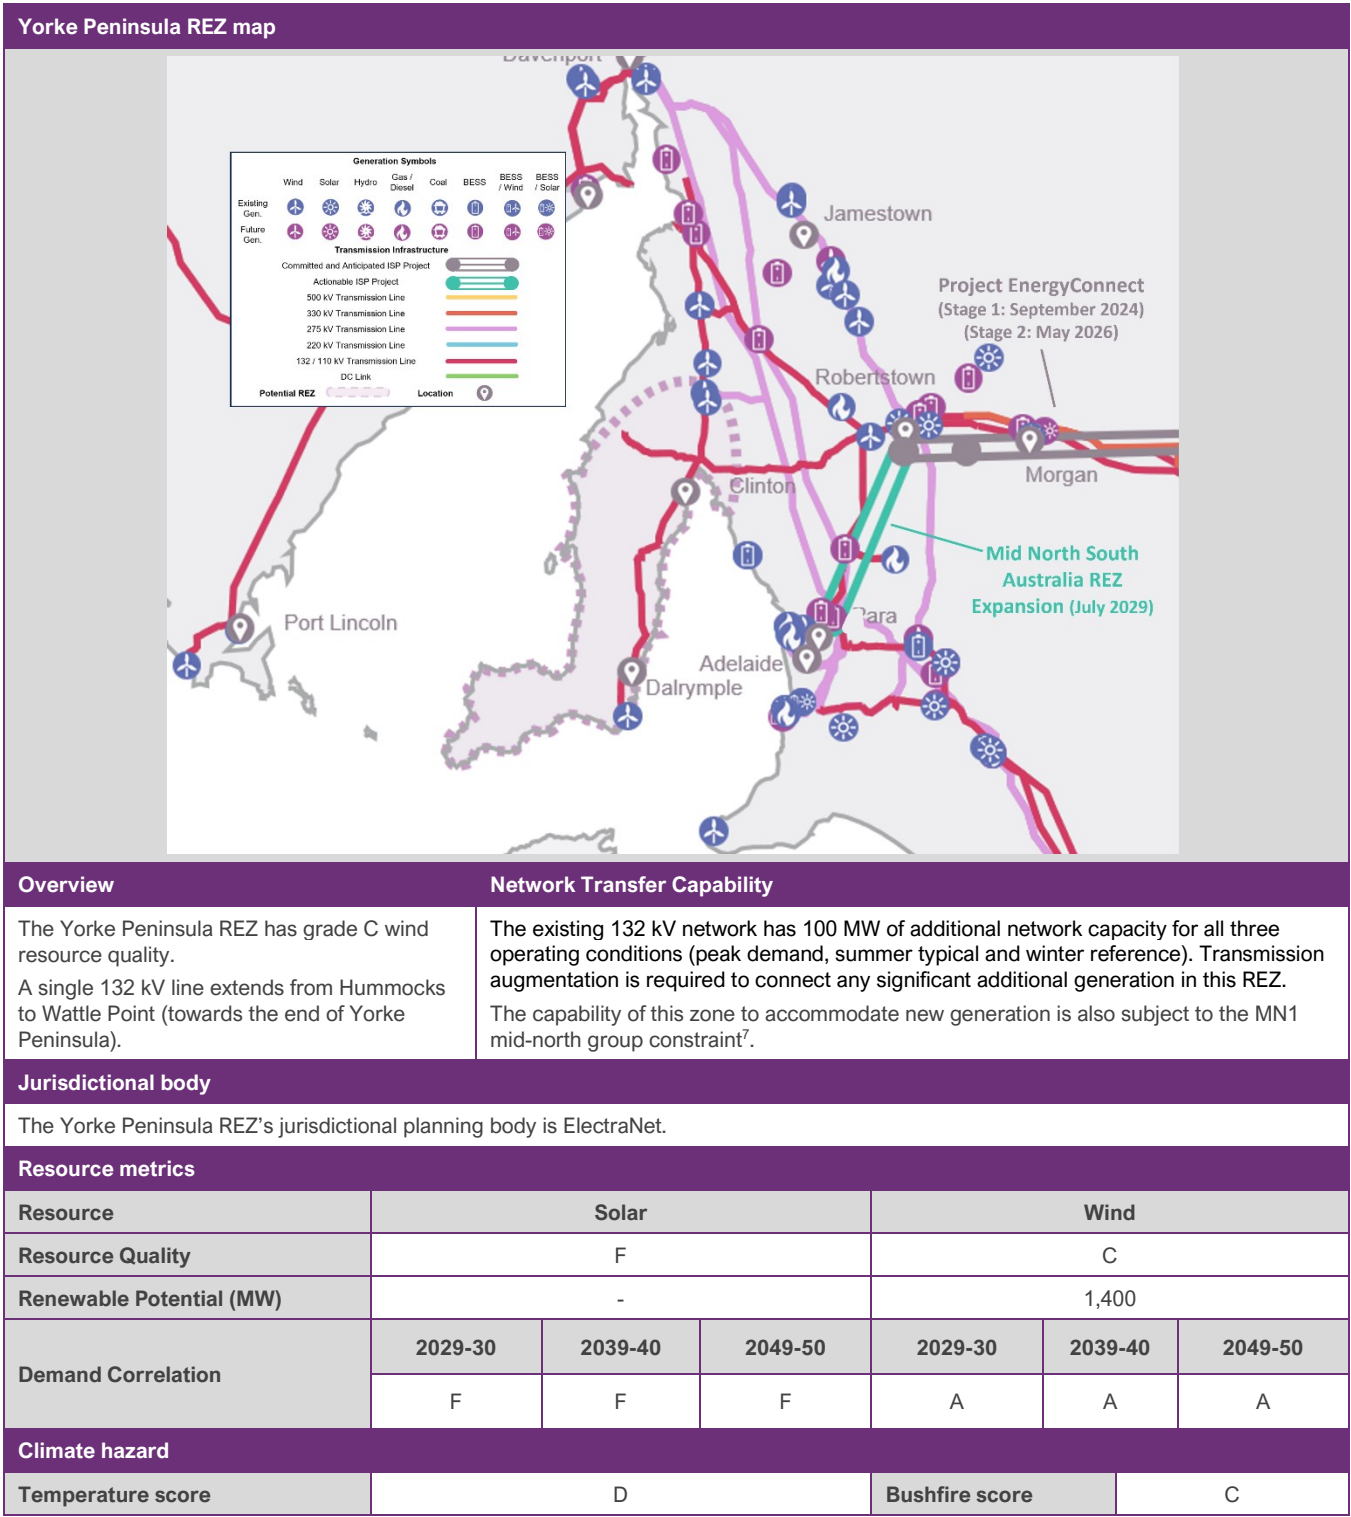 Yorke Peninsula REZ map
Davenport
Generation Symbols
Wind Solar Hydro Gas / Diesel Coal BESS BESS / Wind BESS / Solar
Existing Gen.
Future Gen.
Transmission Infrastructure
Committed and Anticipated ISP Project
Actionable ISP Project
500 kV Transmission Line
330 kV Transmission Line
275 kV Transmission Line
220 kV Transmission Line
132 / 110 kV Transmission Line
DC Link
Potential REZ Location
Jamestown
Project EnergyConnect
(Stage 1: September 2024)
(Stage 2: May 2026)
Robertstown
Morgan
Clinton
Mid North South
Australia REZ
Expansion (July 2029)
Para
Port Lincoln
Adelaide
Dalrymple
Overview Network Transfer Capability
The Yorke Peninsula REZ has grade C wind
resource quality.
A single 132 kV line extends from Hummocks
to Wattle Point (towards the end of Yorke
Peninsula).
The existing 132 kV network has 100 MW of additional network capacity for all three
operating conditions (peak demand, summer typical and winter reference). Transmission
augmentation is required to connect any significant additional generation in this REZ.
The capability of this zone to accommodate new generation is also subject to the MN1
mid-north group constraint⁷.
Jurisdictional body
The Yorke Peninsula REZ’s jurisdictional planning body is ElectraNet.
Resource metrics
Resource Solar Wind
Resource Quality F C
Renewable Potential (MW) - 1,400
Demand Correlation
2029-30 2039-40 2049-50 2029-30 2039-40 2049-50
F F F A A A
Climate hazard
Temperature score D Bushfire score C